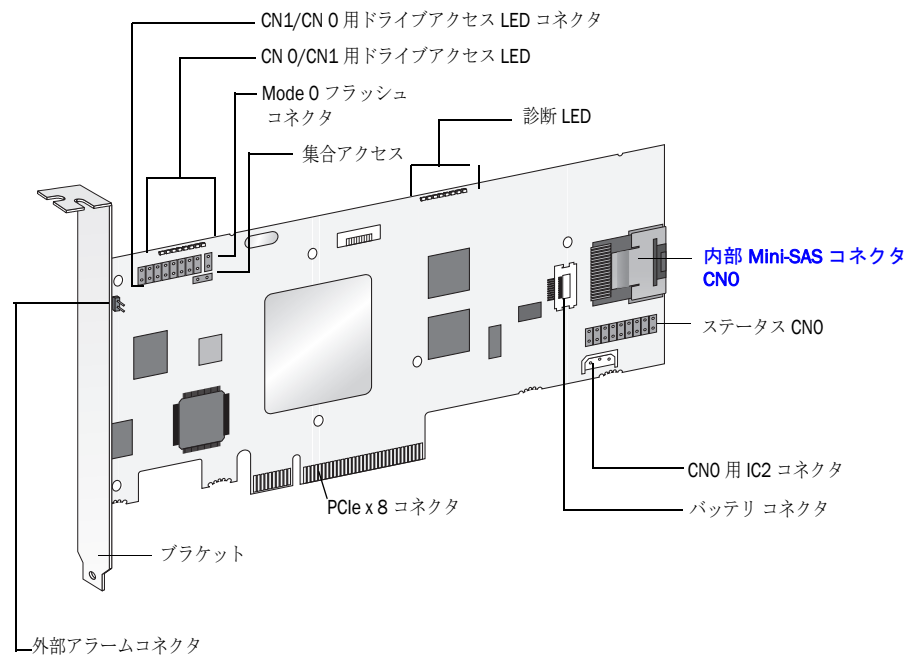 CN1/CN 0 用ドライブアクセス LED コネクタ
CN 0/CN1 用ドライブアクセス LED
Mode 0 フラッシュ
コネクタ
診断 LED
集合アクセス
内部 Mini-SAS コネクタ
CN0
ステータス CN0
CN0 用 IC2 コネクタ
PCIe x 8 コネクタ
バッテリ コネクタ
ブラケット
外部アラームコネクタ